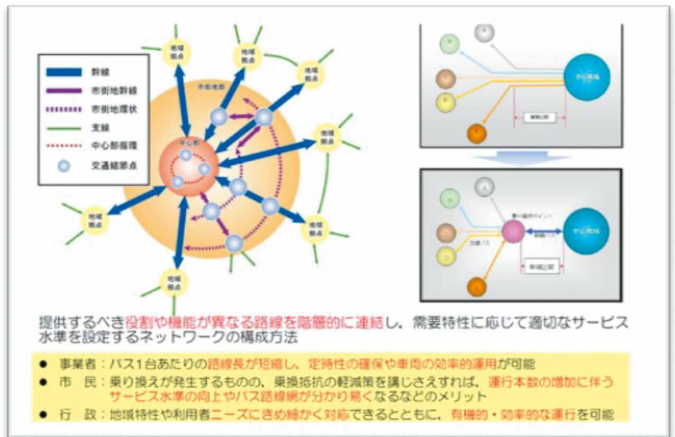 幹線
市街地幹線
市街地環状
支線
中心部循環
交通結節点
地域
拠点
地域
拠点
地域
拠点
地域
拠点
地域
拠点
地域
拠点
地域
拠点
市街地部
中心部
提供するべき役割や機能が異なる路線を階層的に連結し、需要特性に応じて適切なサービス
水準を設定するネットワークの構成方法
● 事業者：バス1台あたりの路線長が短縮し、定時性の確保や車両の効率的運用が可能
● 市　民：乗り換えが発生するものの、乗換抵抗の軽減策を講じさえすれば、運行本数の増加に伴う
サービス水準の向上やバス路線網が分かり易くなるなどのメリット
● 行　政：地域特性や利用者ニーズにきめ細かく対応できるとともに、有機的・効率的な運行を可能